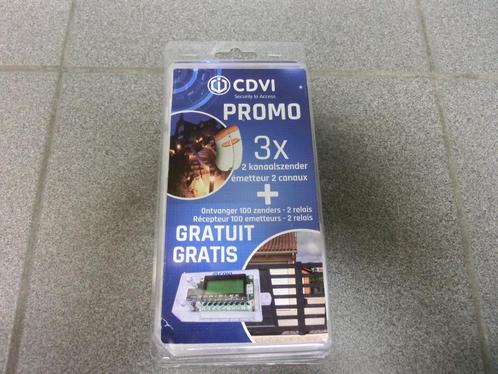 CDVI
Security to Access
PROMO
3x
2 kanaalszender
émetteur 2 canaux
+
Ontvanger 100 zenders - 2 relais
Récepteur 100 emetteurs - 2 relais
GRATUIT
GRATIS